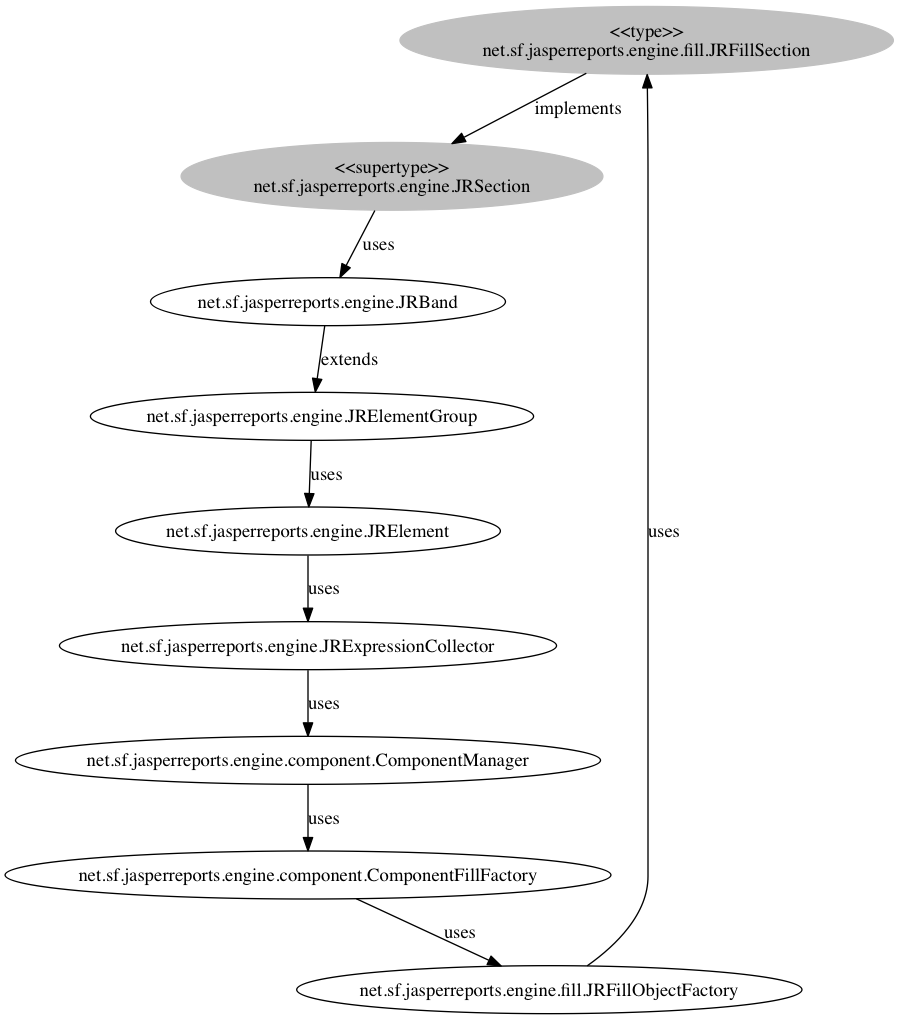 <<type>>
net.sf.jasperreports.engine.fill.JRFillSection
implements
<<supertype>>
net.sf.jasperreports.engine.JRSection
uses
net.sf.jasperreports.engine.JRBand
extends
net.sf.jasperreports.engine.JRElementGroup
uses
net.sf.jasperreports.engine.JRElement
uses
uses
net.sf.jasperreports.engine.JRExpressionCollector
uses
net.sf.jasperreports.engine.component.ComponentManager
uses
net.sf.jasperreports.engine.component.ComponentFillFactory
uses
net.sf.jasperreports.engine.fill.JRFillObjectFactory